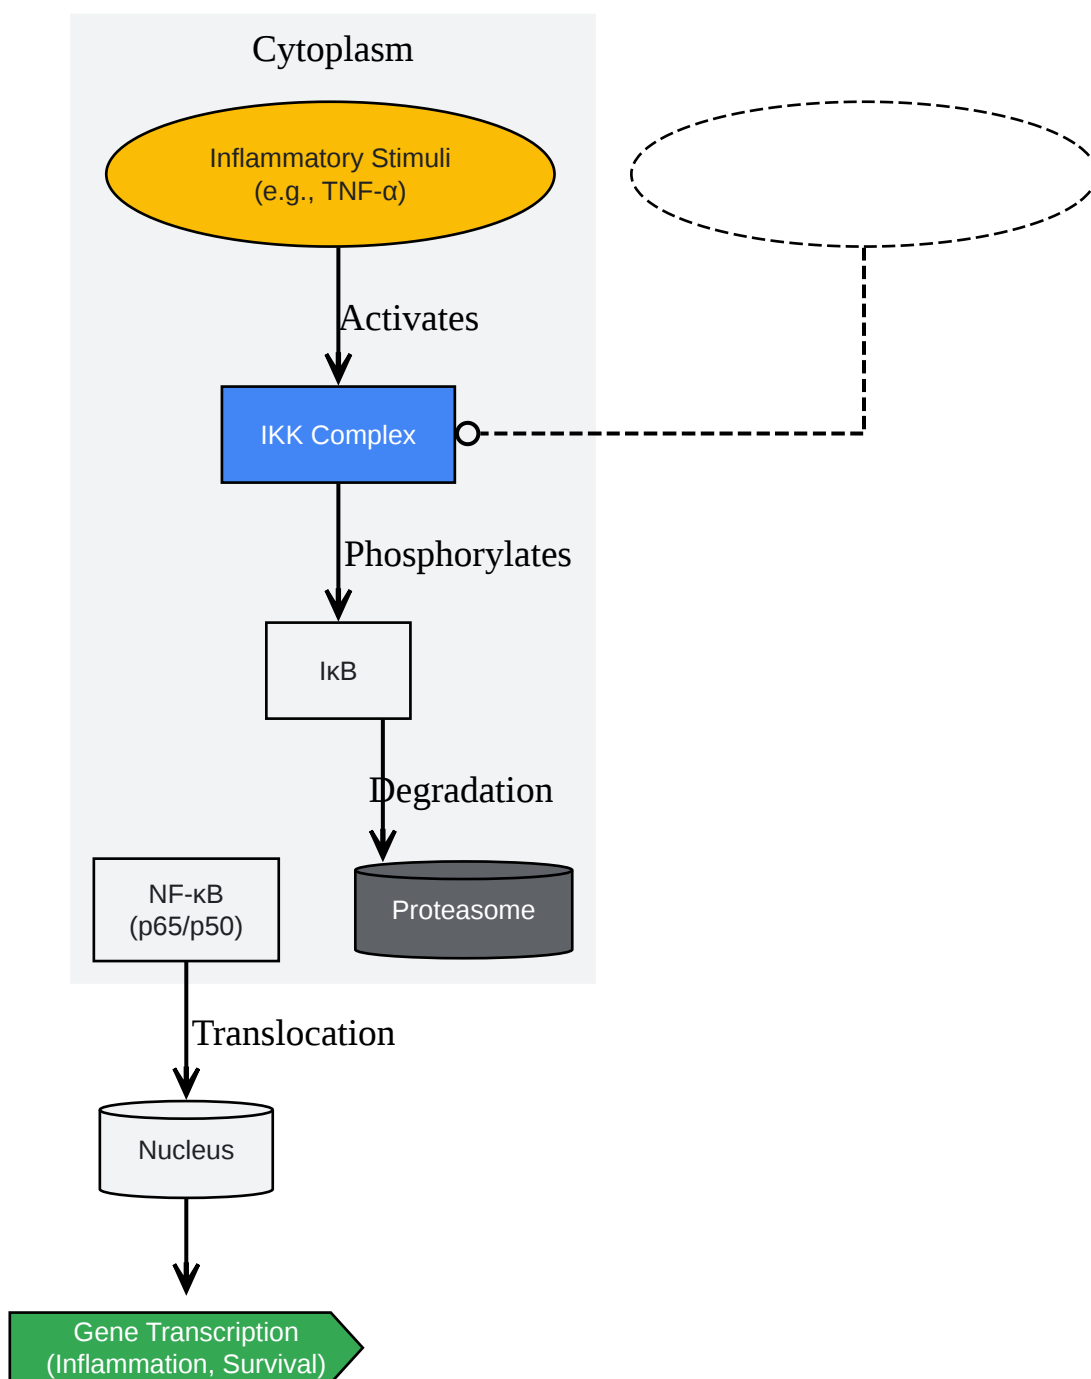 Cytoplasm
Inflammatory Stimuli
(e.g., TNF-α)
Activates
IKK Complex
Phosphorylates
IκB
Degradation
NF-κB
(p65/p50)
Proteasome
Translocation
Nucleus
Gene Transcription
(Inflammation, Survival)